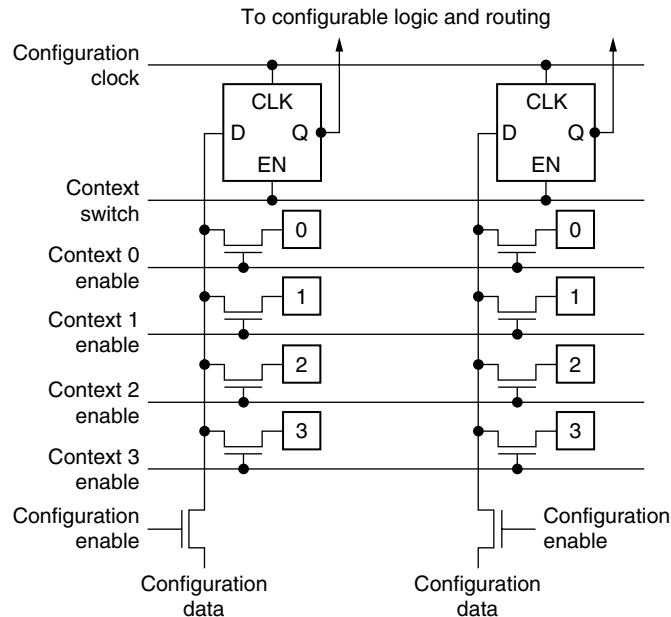 To configurable logic and routing
Configuration
clock
CLK
CLK
D
Q
D
Q
EN
EN
Context
switch
0
0
Context 0
enable
1
1
Context 1
enable
2
2
Context 2
enable
3
3
Context 3
enable
Configuration
enable
Configuration
enable
Configuration
data
Configuration
data